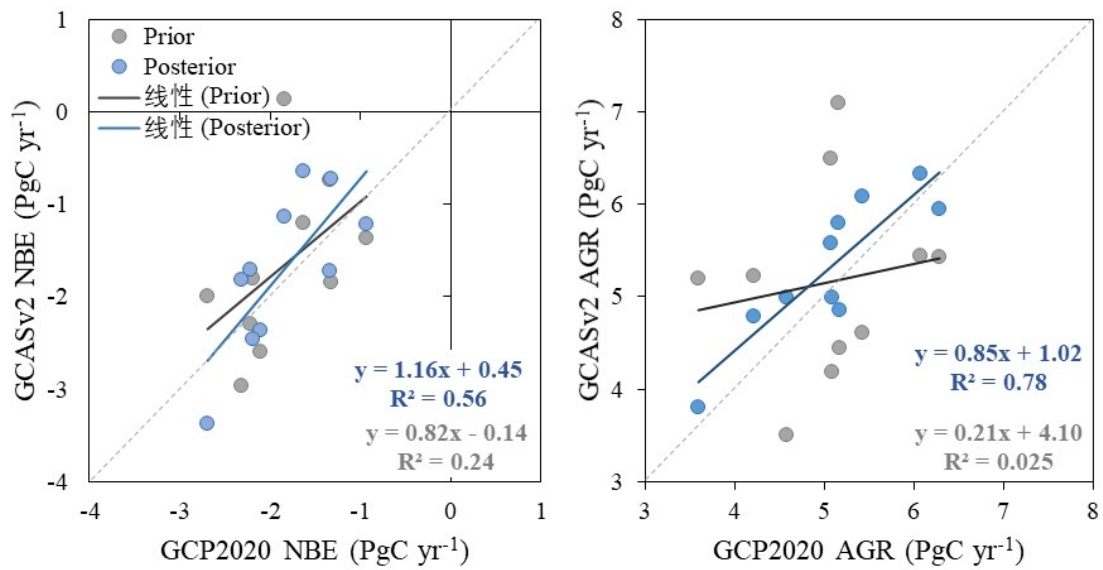 1
0
-1
-2
-3
-4
GCASv2 NBE (PgC yr⁻¹)
Prior
Posterior
线性 (Prior)
线性 (Posterior)
y = 1.16x + 0.45
R² = 0.56
y = 0.82x - 0.14
R² = 0.24
-4 -3 -2 -1 0 1
GCP2020 NBE (PgC yr⁻¹)
8
7
6
5
4
3
GCASv2 AGR (PgC yr⁻¹)
y = 0.85x + 1.02
R² = 0.78
y = 0.21x + 4.10
R² = 0.025
3 4 5 6 7 8
GCP2020 AGR (PgC yr⁻¹)